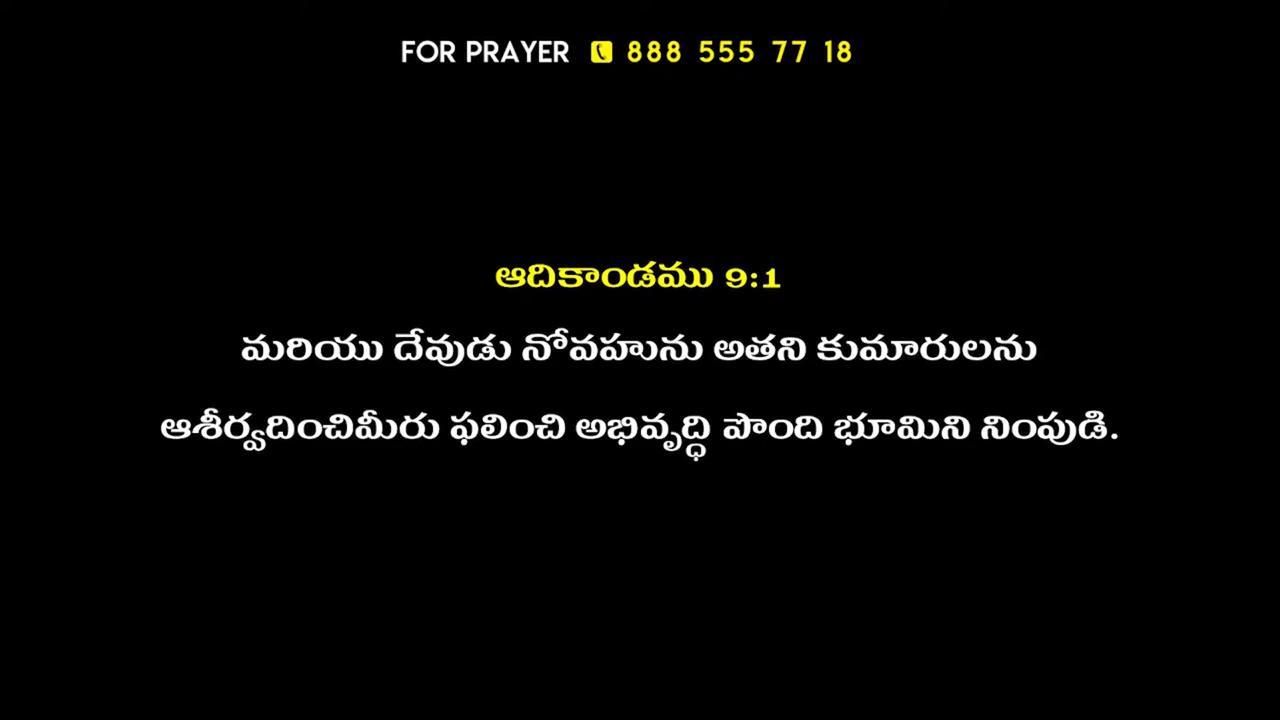 FOR PRAYER 888 555 77 18
ఆదికాండము 9:1
మరియు దేవుడు నోవహును అతని కుమారులను
ఆశీర్వదించిమీరు ఫలించి అభివృద్ధి పొంది భూమిని నింపుడి.